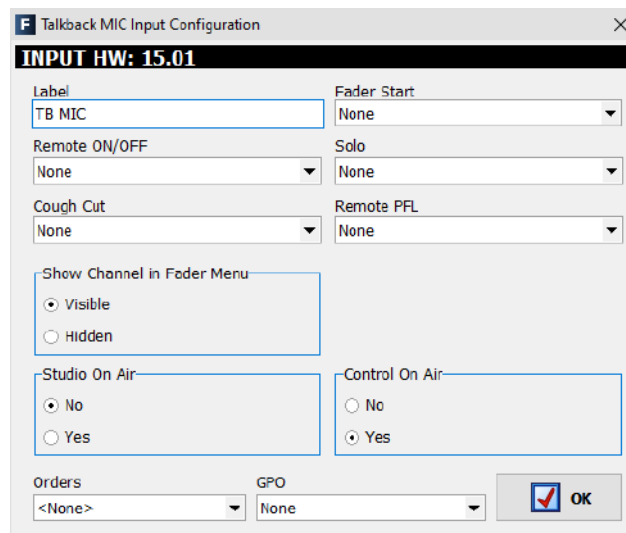 F Talkback MIC Input Configuration
INPUT HW: 15.01
Label
Fader Start
TB MIC
None
Remote ON/OFF
Solo
None
None
Cough Cut
Remote PFL
None
None
Show Channel in Fader Menu
Visible
Hidden
Studio On Air
Control On Air
No
No
Yes
Yes
Orders
GPO
<None>
None
OK